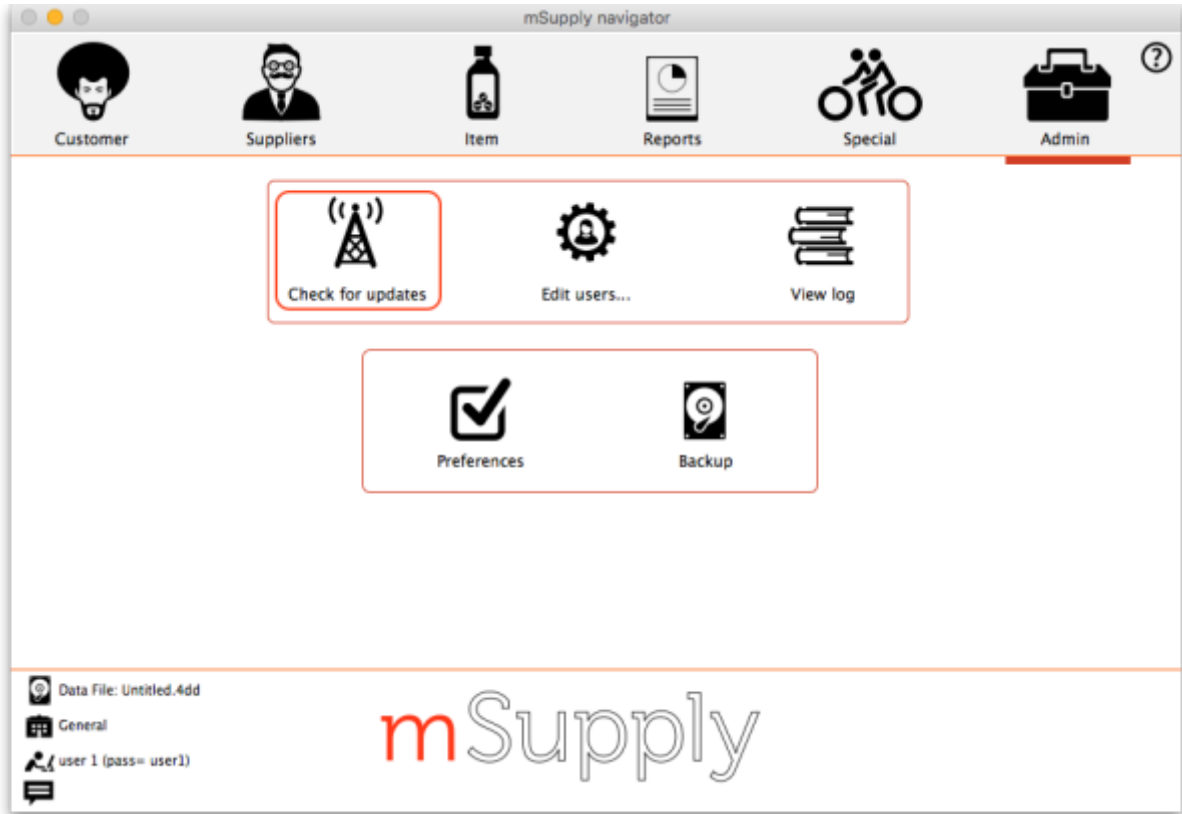 mSupply navigator
?
Customer
Suppliers
Item
Reports
Special
Admin
Check for updates
Edit users...
View log
Preferences
Backup
Data File: Untitled.4dd
General
user 1 (pass= user1)
mSupply